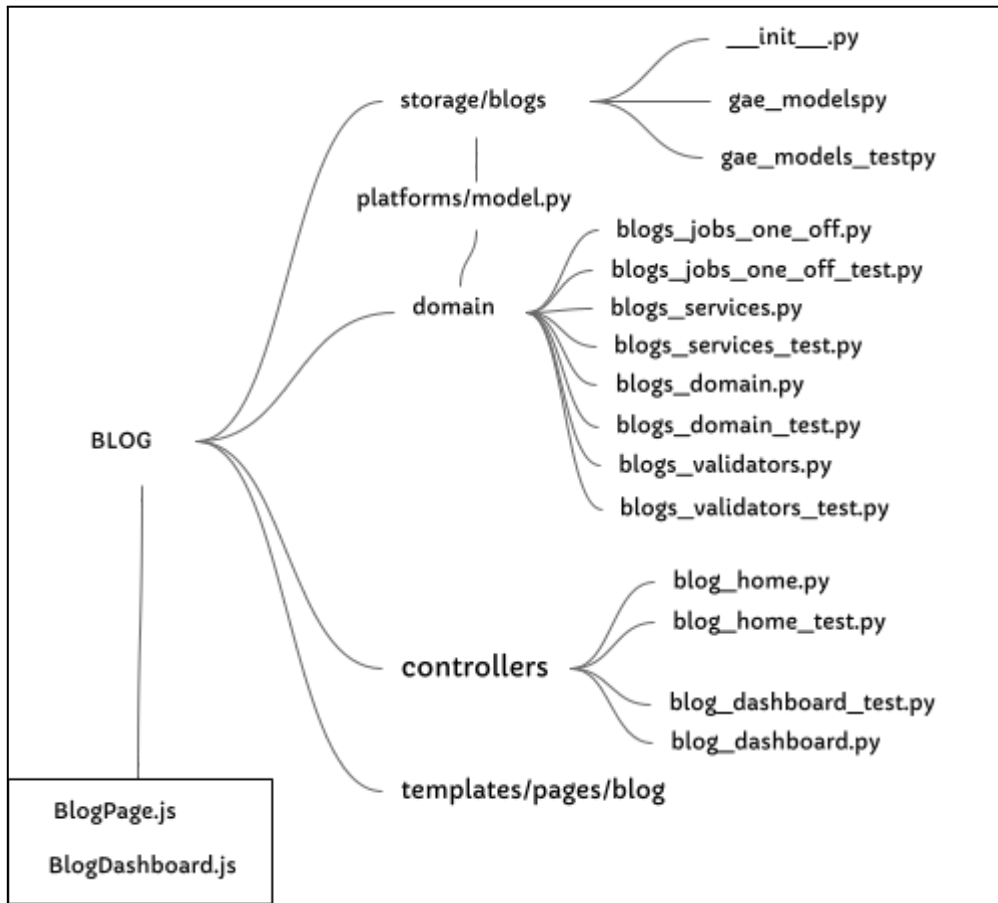 __init__.py
storage/blogs
gae_modelspy
gae_models_testpy
platforms/model.py
blogs_jobs_one_off.py
blogs_jobs_one_off_test.py
domain
blogs_services.py
blogs_services_test.py
blogs_domain.py
blogs_domain_test.py
BLOG
blogs_validators.py
blogs_validators_test.py
blog_home.py
blog_home_test.py
controllers
blog_dashboard_test.py
blog_dashboard.py
templates/pages/blog
BlogPage.js
BlogDashboard.js